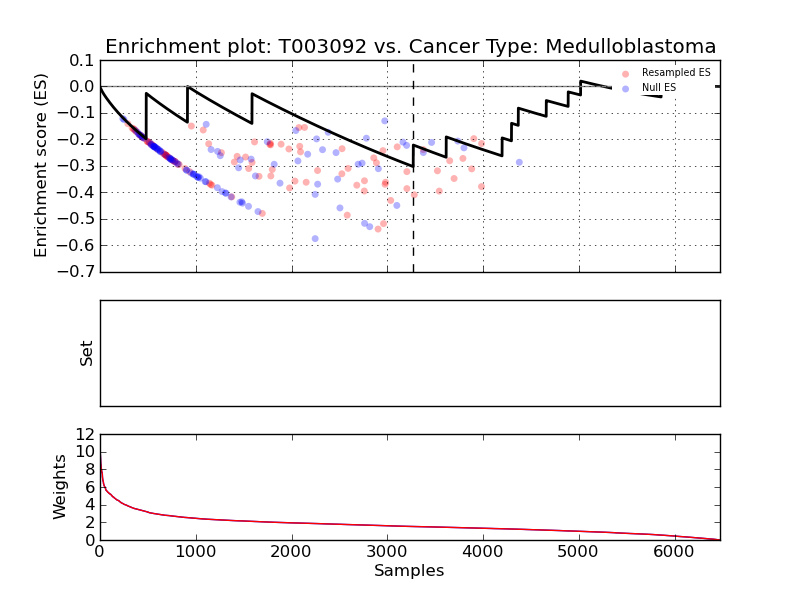 Enrichment plot: T003092 vs. Cancer Type: Medulloblastoma
Enrichment score (ES)
0.1
0.0
−0.1
−0.2
−0.3
−0.4
−0.5
−0.6
−0.7
Resampled ES
Null ES
Set
Weights
12
10
8
6
4
2
0
0 1000 2000 3000 4000 5000 6000
Samples